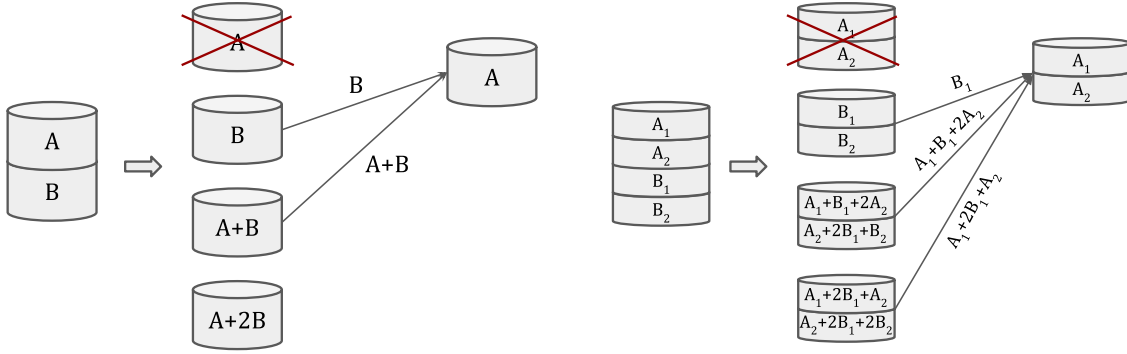 A
B
A
B
A+B
A+2B
B
A+B
A
A₁
A₂
B₁
B₂
A₁
A₂
B₁
B₂
A₁+B₁+2A₂
A₂+2B₁+B₂
A₁+2B₁+A₂
A₂+2B₁+2B₂
B₁
A₁+B₁+2A₂
A₁+2B₁+A₂
A₁
A₂